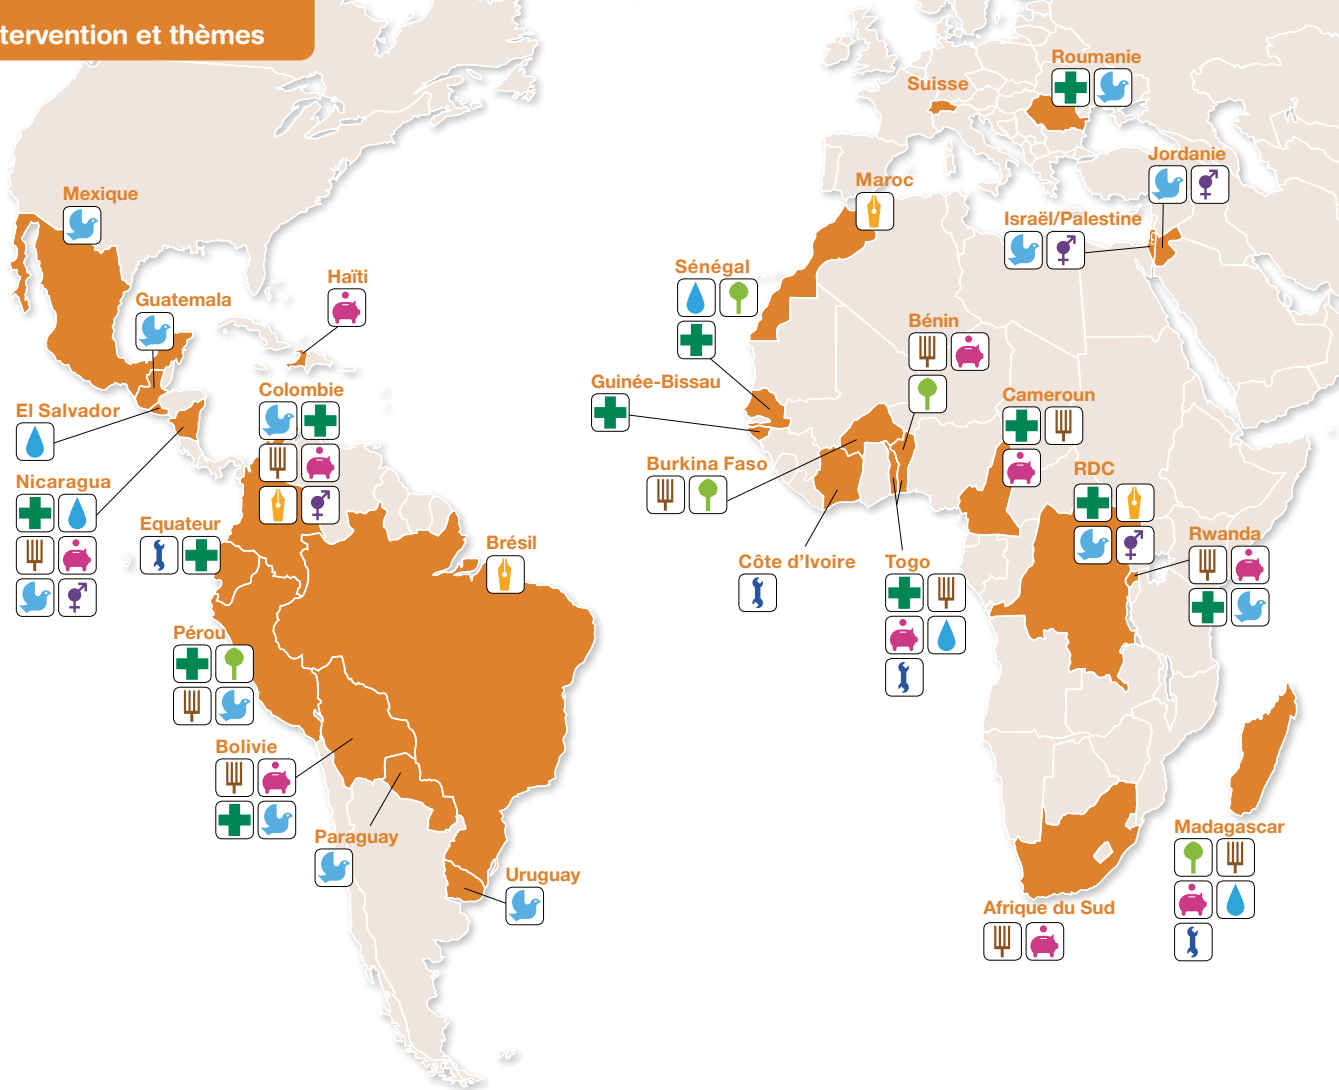 tervention et thèmes
Roumanie
Suisse
Jordanie
Maroc
Mexique
Israël/Palestine
Sénégal
Haïti
Guatemala
Bénin
Guinée-Bissau
Colombie
Cameroun
El Salvador
Burkina Faso
RDC
Nicaragua
Equateur
Rwanda
Brésil
Côte d'Ivoire
Togo
Pérou
Bolivie
Madagascar
Paraguay
Uruguay
Afrique du Sud